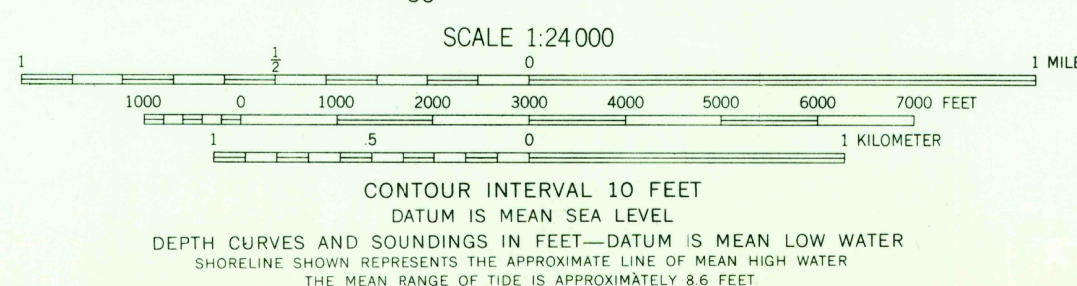 SCALE 1:24 000
1 ½ 0 1 MILE
1000 0 1000 2000 3000 4000 5000 6000 7000 FEET
1 .5 0 1 KILOMETER
CONTOUR INTERVAL 10 FEET
DATUM IS MEAN SEA LEVEL
DEPTH CURVES AND SOUNDINGS IN FEET—DATUM IS MEAN LOW WATER
SHORELINE SHOWN REPRESENTS THE APPROXIMATE LINE OF MEAN HIGH WATER
THE MEAN RANGE OF TIDE IS APPROXIMATELY 8.6 FEET